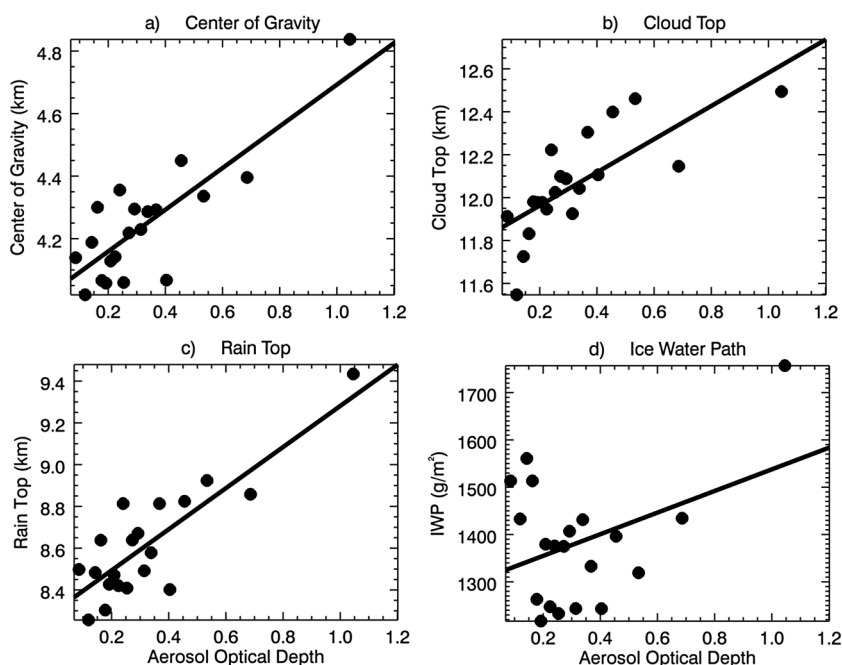 a) Center of Gravity
Center of Gravity (km)
4.8
4.6
4.4
4.2
0.2 0.4 0.6 0.8 1.0 1.2
b) Cloud Top
Cloud Top (km)
12.6
12.4
12.2
12.0
11.8
11.6
0.2 0.4 0.6 0.8 1.0 1.2
c) Rain Top
Rain Top (km)
9.4
9.2
9.0
8.8
8.6
8.4
0.2 0.4 0.6 0.8 1.0 1.2
Aerosol Optical Depth
d) Ice Water Path
IWP (g/m²)
1700
1600
1500
1400
1300
0.2 0.4 0.6 0.8 1.0 1.2
Aerosol Optical Depth